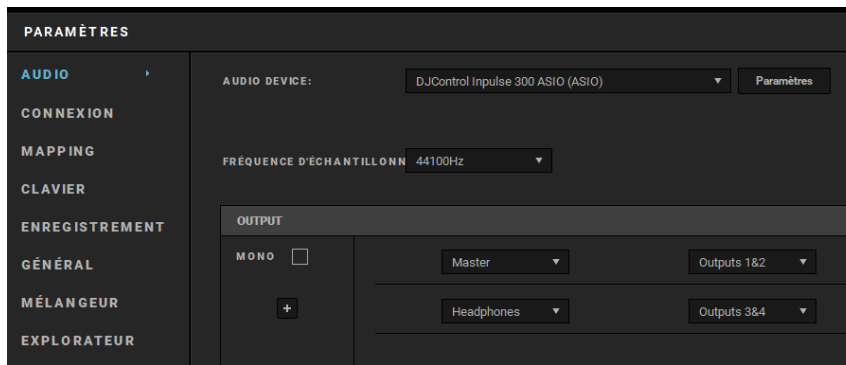 PARAMÈTRES
AUDIO
AUDIO DEVICE: DJControl Inpulse 300 ASIO (ASIO) Paramètres
CONNEXION
MAPPING
FRÉQUENCE D'ÉCHANTILLONN 44100Hz
CLAVIER
ENREGISTREMENT
OUTPUT
GÉNÉRAL
MONO Master Outputs 1&2
MÉLANGEUR
+ Headphones Outputs 3&4
EXPLORATEUR